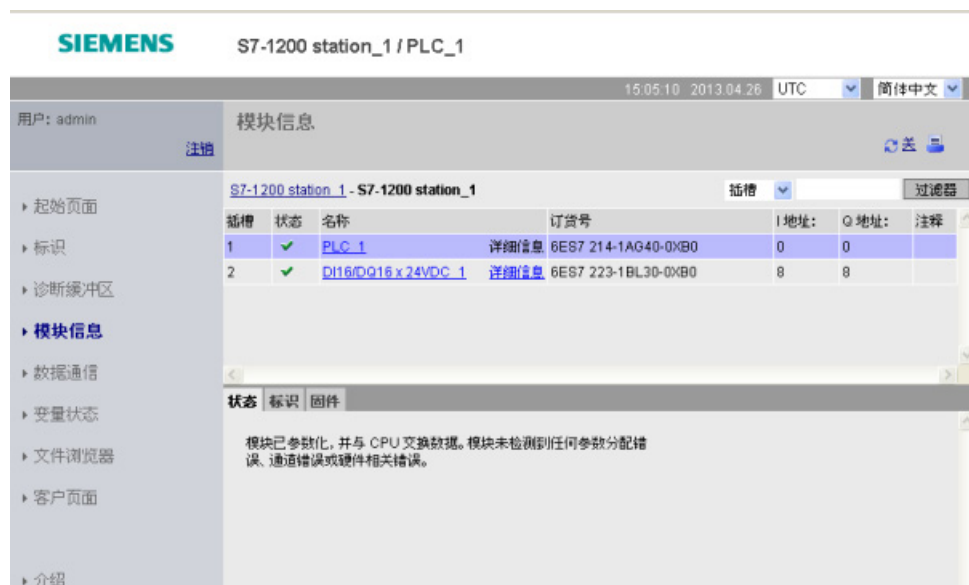 SIEMENS
S7-1200 station_1 / PLC_1
15:05:10 2013.04.26 UTC 简体中文
用户: admin
注销
模块信息
关
起始页面
标识
诊断缓冲区
模块信息
数据通信
变量状态
文件浏览器
客户页面
介绍
S7-1200 station_1 - S7-1200 station_1 插槽 过滤器
插槽 状态 名称 订货号 I 地址: Q 地址: 注释
1 PLC_1 详细信息 6ES7 214-1AG40-0XB0 0 0
2 DI16/DQ16 x 24VDC_1 详细信息 6ES7 223-1BL30-0XB0 8 8
状态 标识 固件
模块已参数化, 并与 CPU 交换数据。模块未检测到任何参数分配错
误、通道错误或硬件相关错误。